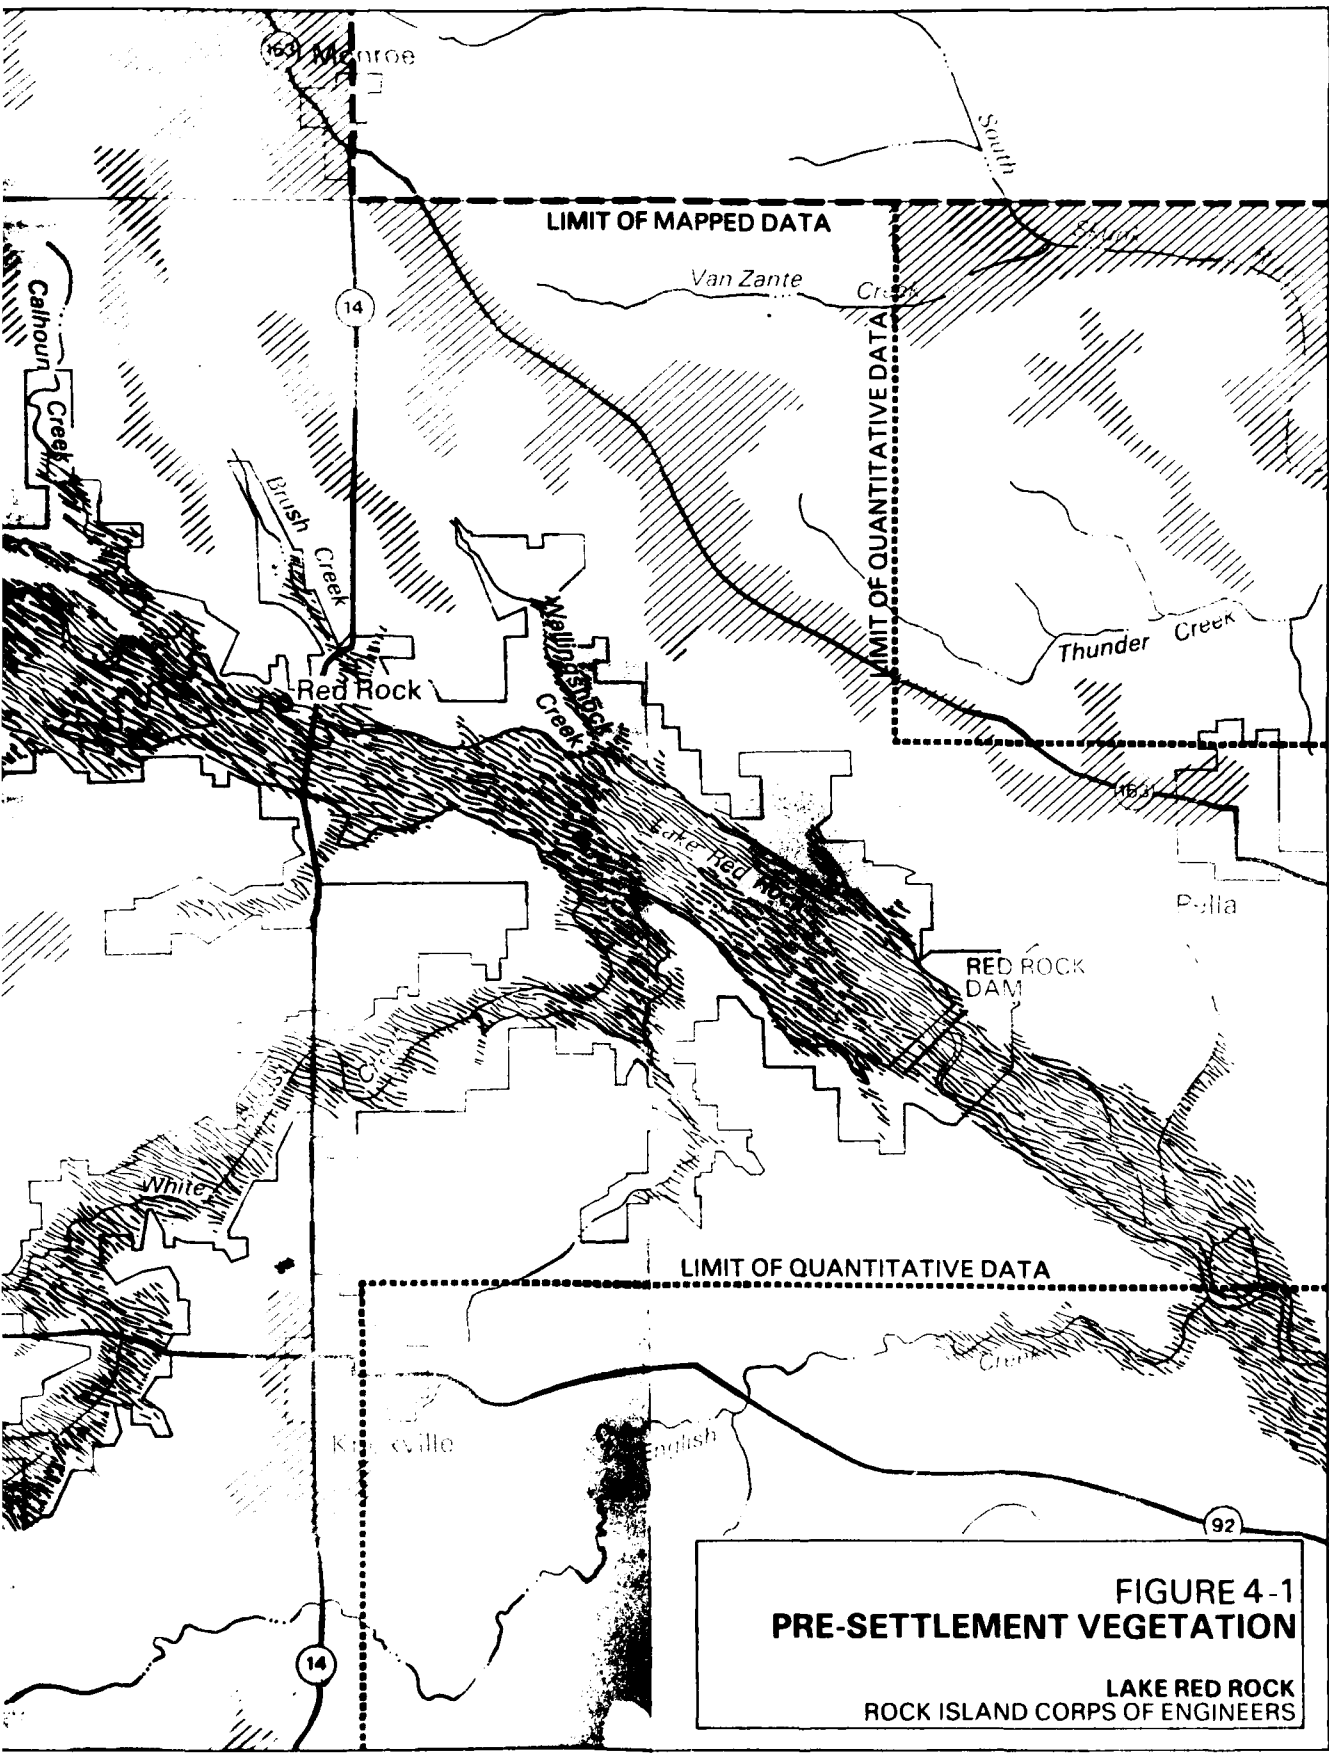 163
Monroe
South
LIMIT OF MAPPED DATA
Skunk
Van Zante
Creek
14
Calhoun
Creek
LIMIT OF QUANTITATIVE DATA
Brush
Creek
Thunder Creek
Red Rock
Creek
163
Lake Red Rock
Pella
RED ROCK
DAM
White
LIMIT OF QUANTITATIVE DATA
Creek
English
92
14
FIGURE 4-1
PRE-SETTLEMENT VEGETATION
LAKE RED ROCK
ROCK ISLAND CORPS OF ENGINEERS